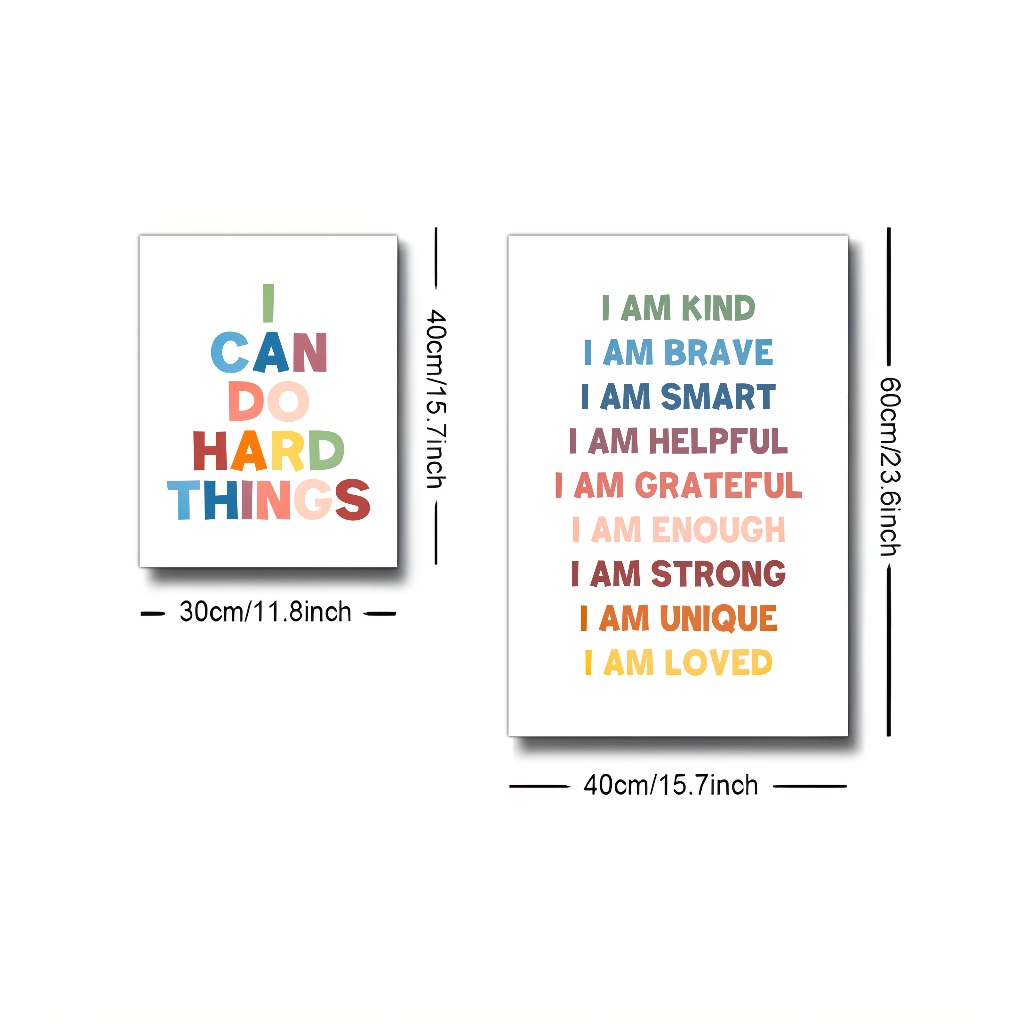 I
CAN
DO
HARD
THINGS
40cm/15.7inch
30cm/11.8inch
I AM KIND
I AM BRAVE
I AM SMART
I AM HELPFUL
I AM GRATEFUL
I AM ENOUGH
I AM STRONG
I AM UNIQUE
I AM LOVED
60cm/23.6inch
40cm/15.7inch